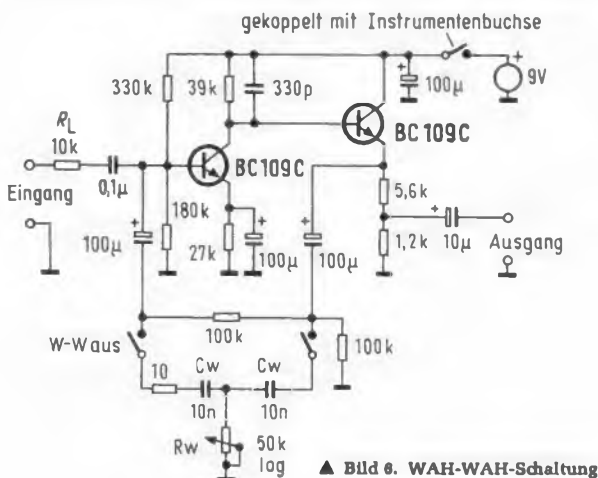 gekoppelt mit Instrumentenbuchse
330k
39k
330p
+
100µ
+
9V
RL
10k
BC109C
0,1µ
BC109C
Eingang
+
100µ
180k
27k
+
100µ
+
100µ
5,6k
1,2k
+
10µ
Ausgang
100k
W-W aus
100k
10
Cw
Cw
10n
10n
Rw
50k
log
▲ Bild 6. WAH-WAH-Schaltung